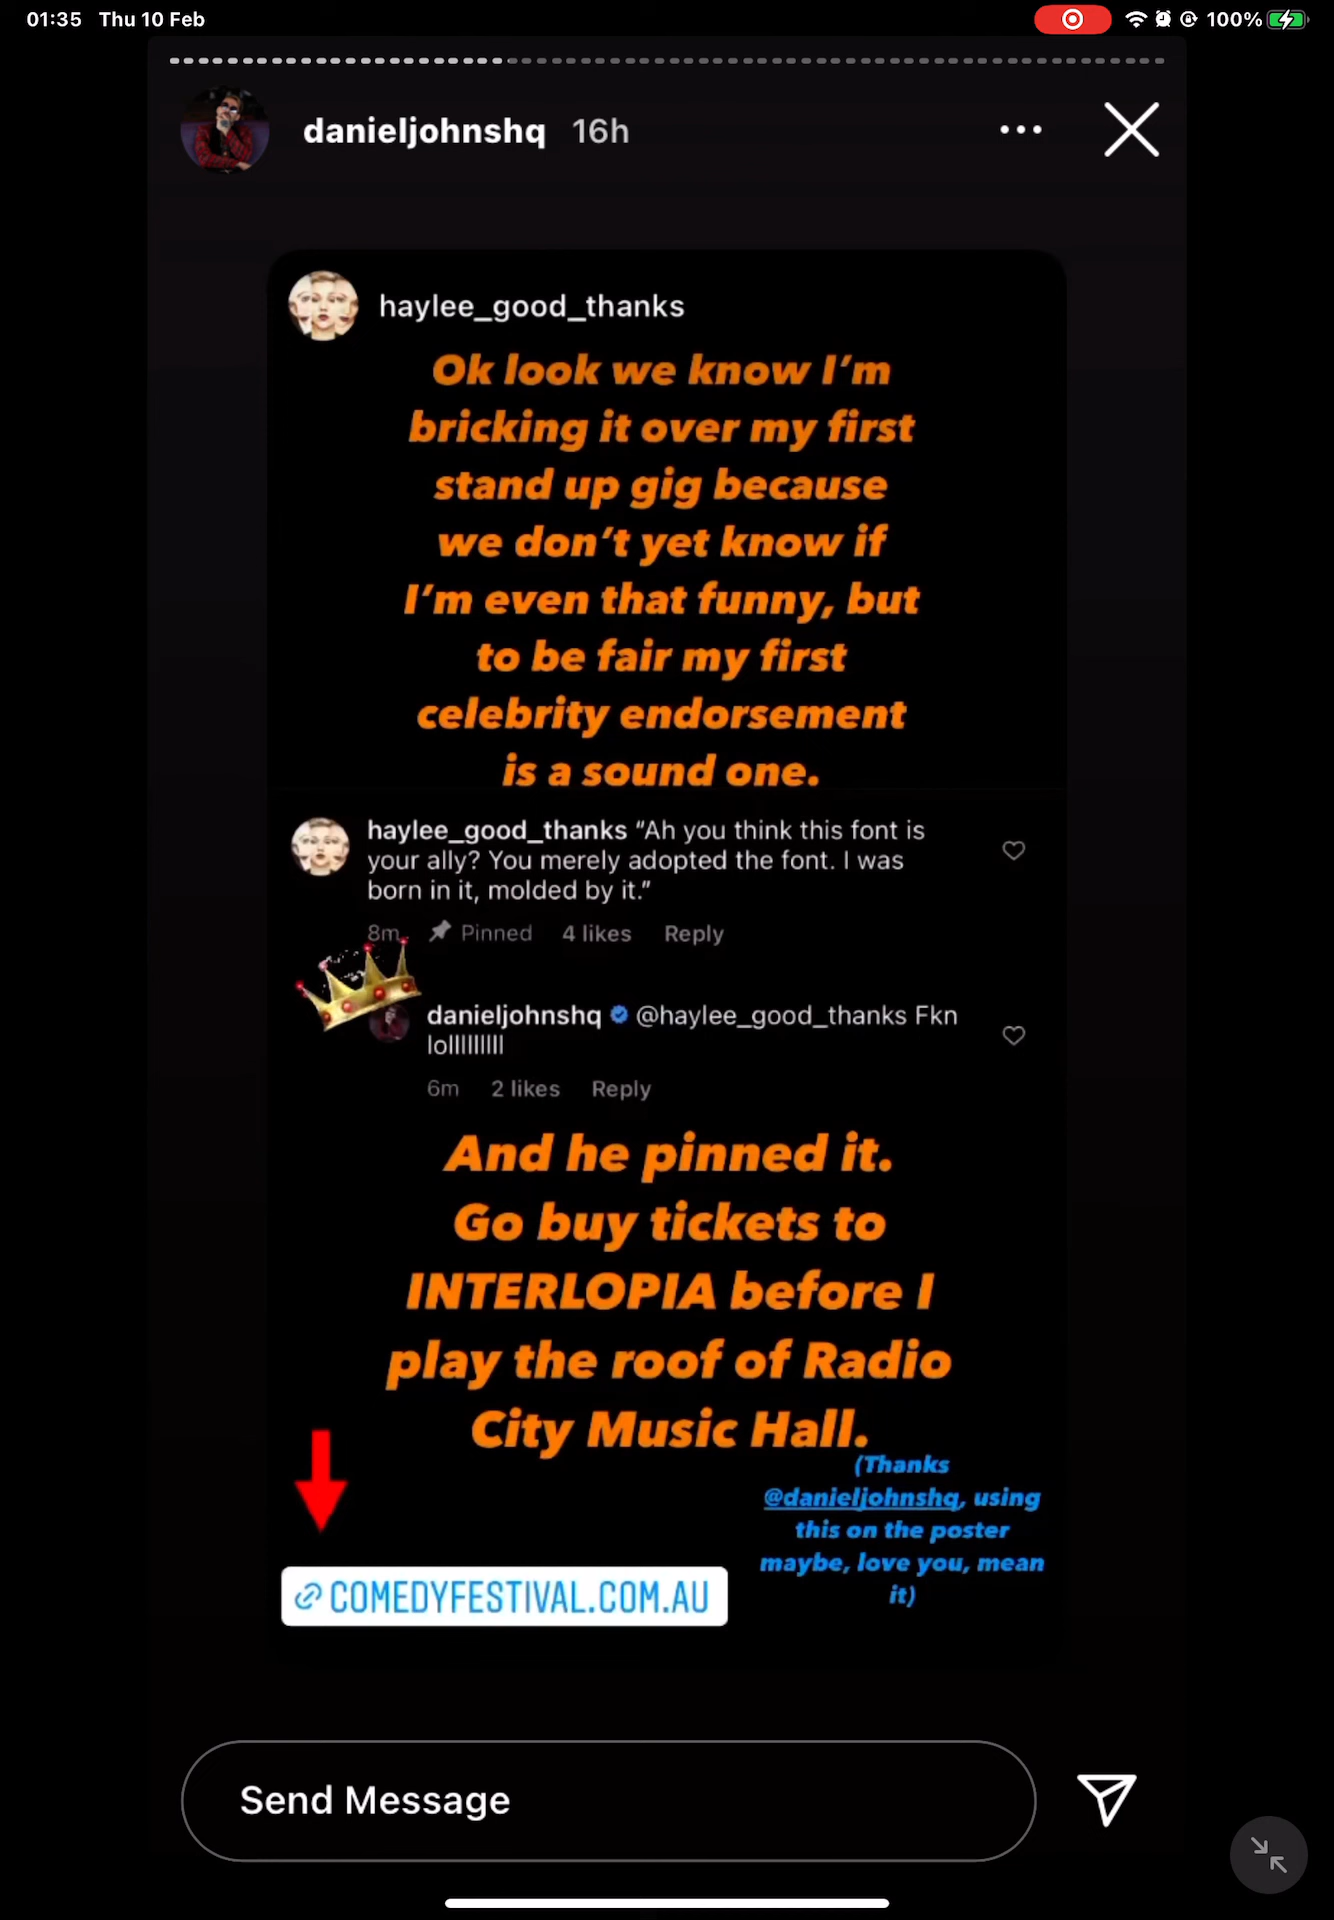 01:35 Thu 10 Feb
100%
danieljohnshq 16h
haylee_good_thanks
Ok look we know I'm
bricking it over my first
stand up gig because
we don't yet know if
I'm even that funny, but
to be fair my first
celebrity endorsement
is a sound one.
haylee_good_thanks “Ah you think this font is
your ally? You merely adopted the font. I was
born in it, molded by it.”
8m Pinned 4 likes Reply
danieljohnshq @haylee_good_thanks Fkn
lolllllllll
6m 2 likes Reply
And he pinned it.
Go buy tickets to
INTERLOPIA before I
play the roof of Radio
City Music Hall.
(Thanks
@danieljohnshq, using
this on the poster
maybe, love you, mean
it)
COMEDYFESTIVAL.COM.AU
Send Message